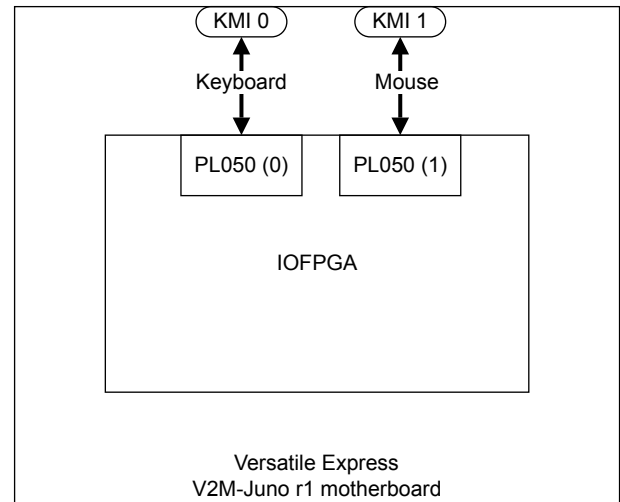 KMI 0
KMI 1
Keyboard
Mouse
PL050 (0)
PL050 (1)
IOFPGA
Versatile Express
V2M-Juno r1 motherboard